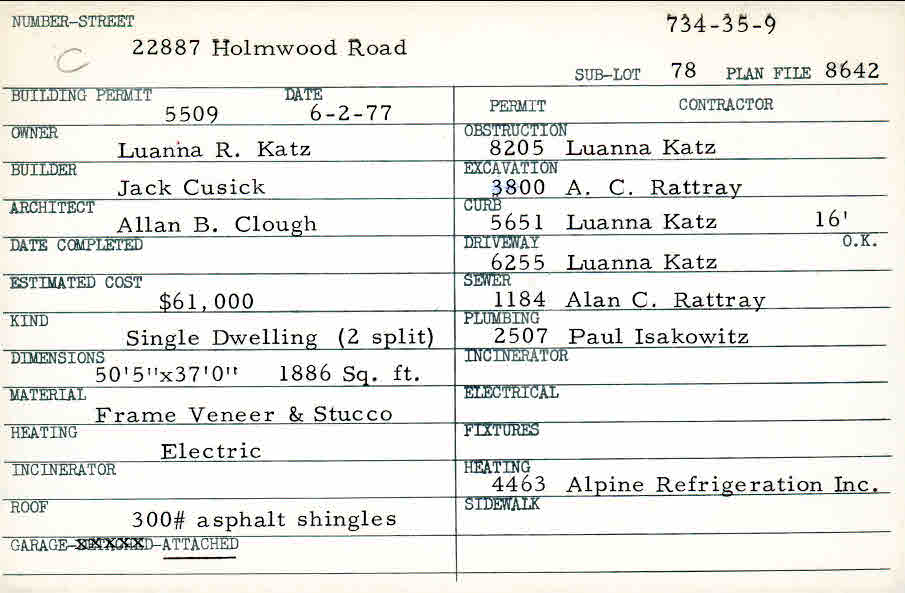 NUMBER-STREET 734-35-9
C 22887 Holmwood Road
SUB-LOT 78 PLAN FILE 8642
BUILDING PERMIT 5509 DATE 6-2-77
OWNER Luanna R. Katz
BUILDER Jack Cusick
ARCHITECT Allan B. Clough
DATE COMPLETED
ESTIMATED COST $61,000
KIND Single Dwelling (2 split)
DIMENSIONS 50'5"x37'0" 1886 Sq. ft.
MATERIAL Frame Veneer & Stucco
HEATING Electric
INCINERATOR
ROOF 300# asphalt shingles
GARAGE-DETACHED-ATTACHED
PERMIT CONTRACTOR
OBSTRUCTION 8205 Luanna Katz
EXCAVATION 3800 A. C. Rattray
CURB 5651 Luanna Katz 16'
DRIVEWAY 6255 Luanna Katz O.K.
SEWER 1184 Alan C. Rattray
PLUMBING 2507 Paul Isakowitz
INCINERATOR
ELECTRICAL
FIXTURES
HEATING 4463 Alpine Refrigeration Inc.
SIDEWALK